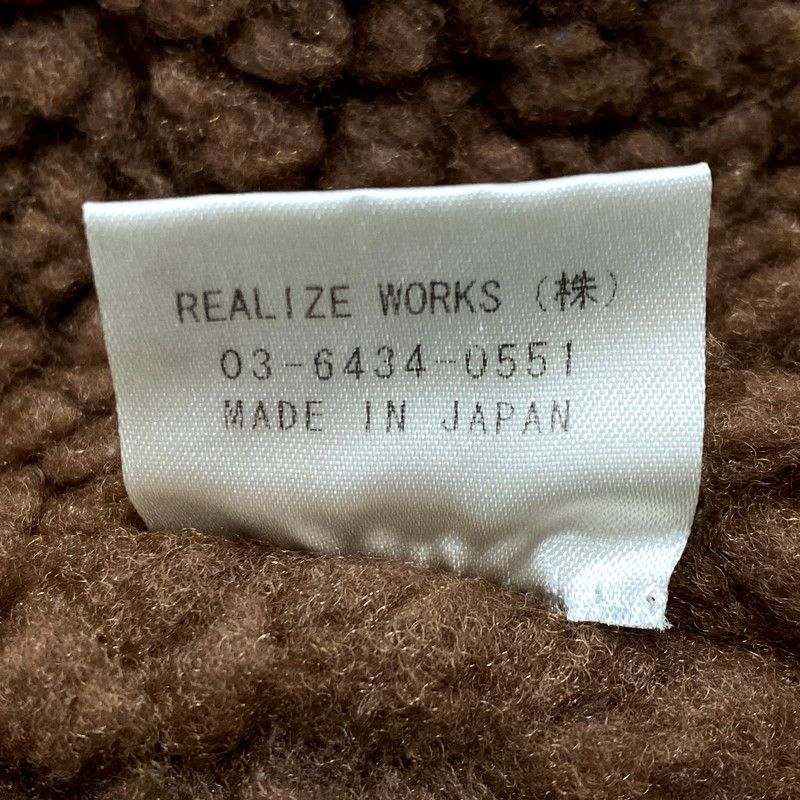 REALIZE WORKS (株)
03-6434-0551
MADE IN JAPAN